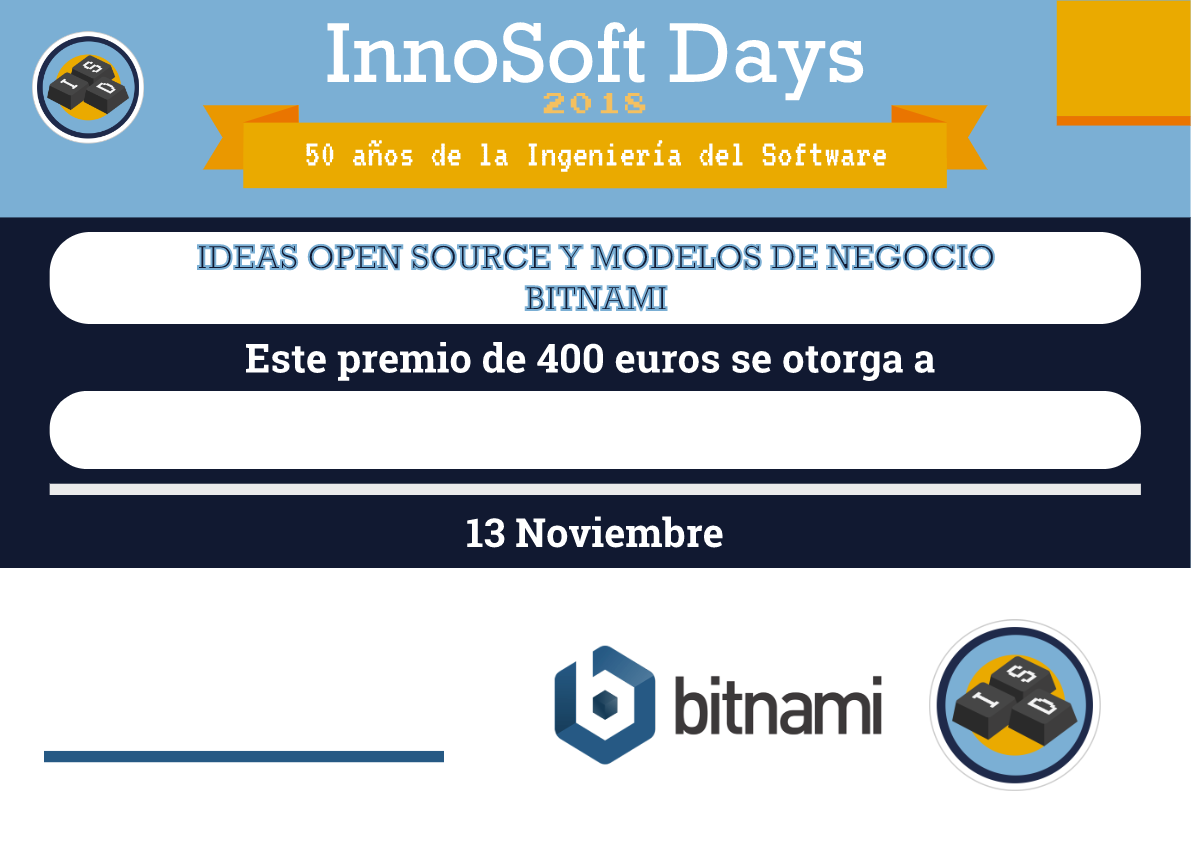 InnoSoft Days
2018
50 años de la Ingeniería del Software
I S D
IDEAS OPEN SOURCE Y MODELOS DE NEGOCIO
BITNAMI
Este premio de 400 euros se otorga a
13 Noviembre
bitnami
I S D